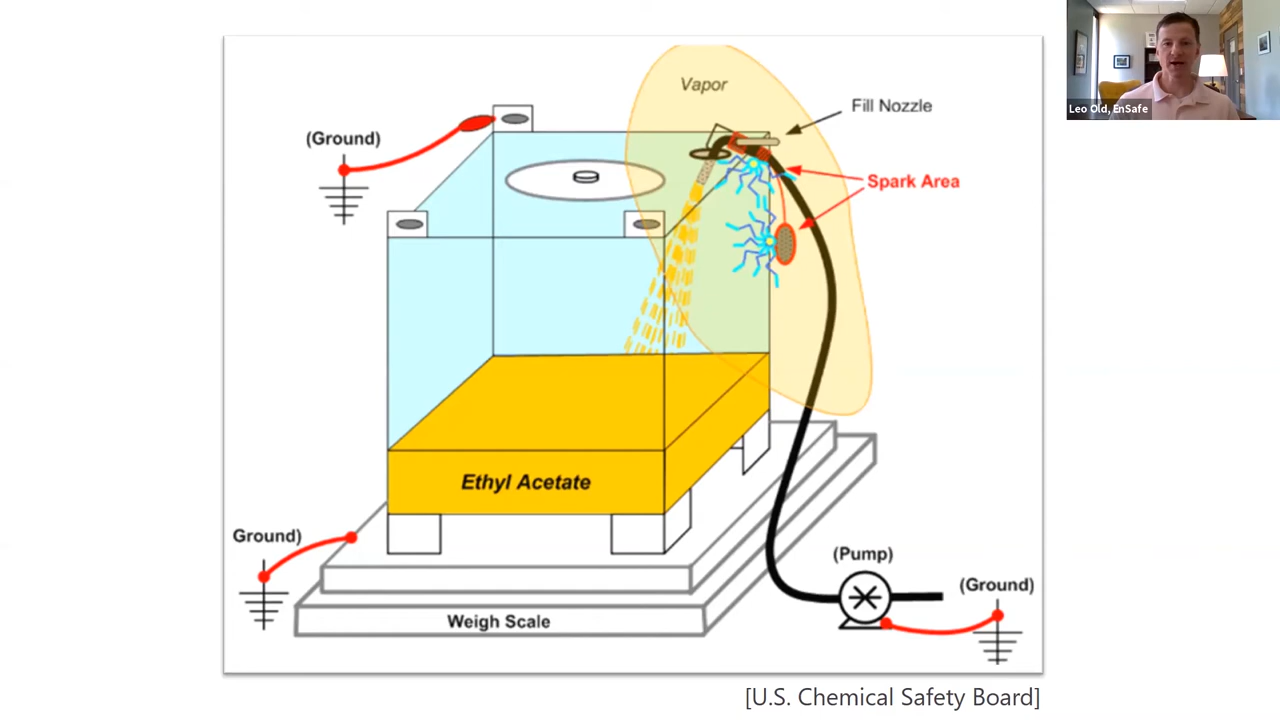 Vapor
Fill Nozzle
(Ground)
Spark Area
Ethyl Acetate
Ground)
(Pump)
(Ground)
Weigh Scale
[U.S. Chemical Safety Board]
Leo Old, EnSafe